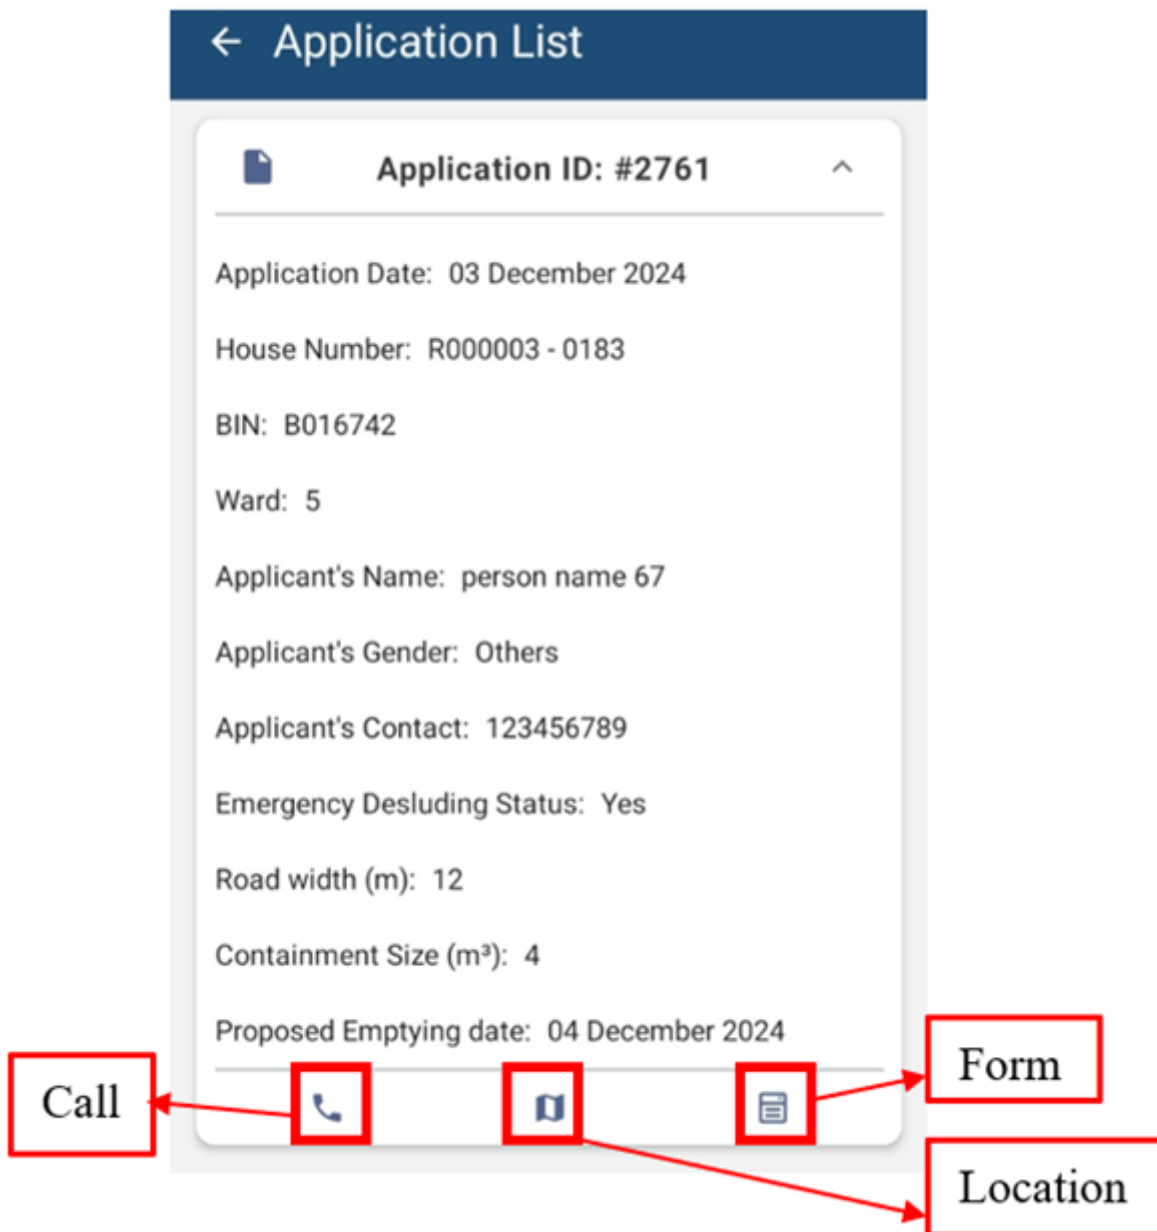 Application List
Application ID: #2761
Application Date: 03 December 2024
House Number: R000003 - 0183
BIN: B016742
Ward: 5
Applicant's Name: person name 67
Applicant's Gender: Others
Applicant's Contact: 123456789
Emergency Desluding Status: Yes
Road width (m): 12
Containment Size (m³): 4
Proposed Emptying date: 04 December 2024
Call
Form
Location